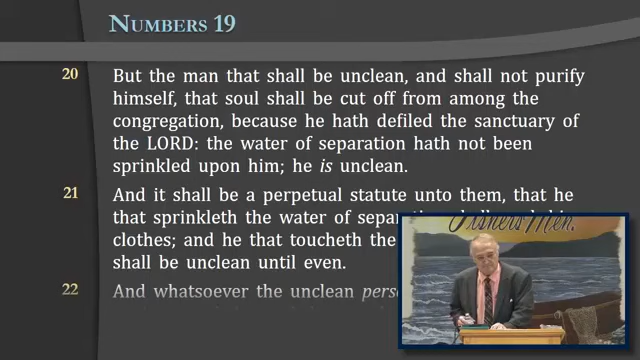 NUMBERS 19
20 But the man that shall be unclean, and shall not purify
himself, that soul shall be cut off from among the
congregation, because he hath defiled the sanctuary of
the LORD: the water of separation hath not been
sprinkled upon him; he is unclean.
21 And it shall be a perpetual statute unto them, that he
that sprinkleth the water of
clothes; and he that toucheth the
shall be unclean until even.
22 And whatsoever the unclean
Fishers Men.